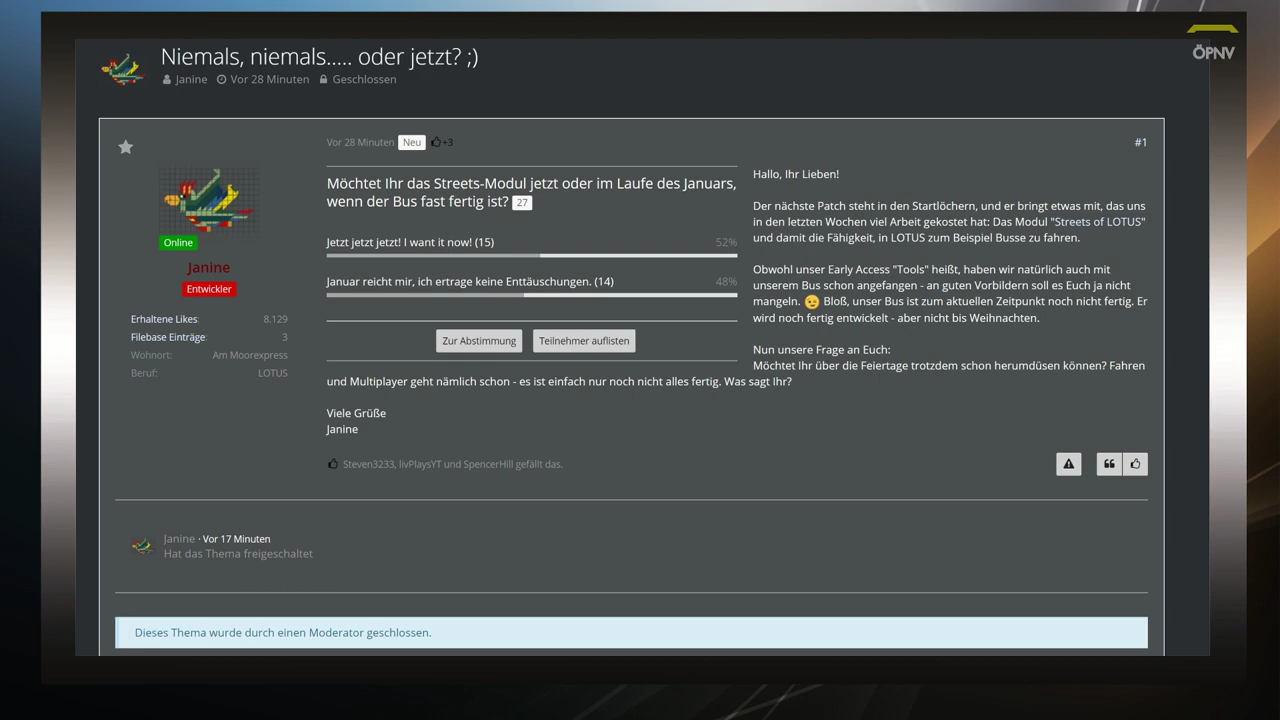 ÖPNV
Niemals, niemals..... oder jetzt? ;)
Janine Vor 28 Minuten Geschlossen
Vor 28 Minuten Neu +3
#1
Online
Janine
Entwickler
Erhaltene Likes: 8.129
Filebase Einträge: 3
Wohnort: Am Moorexpress
Beruf: LOTUS
Möchtet Ihr das Streets-Modul jetzt oder im Laufe des Januars,
wenn der Bus fast fertig ist? 27
Jetzt jetzt jetzt! I want it now! (15) 52%
Januar reicht mir, ich ertrage keine Enttäuschungen. (14) 48%
Zur Abstimmung Teilnehmer auflisten
Hallo, Ihr Lieben!
Der nächste Patch steht in den Startlöchern, und er bringt etwas mit, das uns
in den letzten Wochen viel Arbeit gekostet hat: Das Modul "Streets of LOTUS"
und damit die Fähigkeit, in LOTUS zum Beispiel Busse zu fahren.
Obwohl unser Early Access "Tools" heißt, haben wir natürlich auch mit
unserem Bus schon angefangen - an guten Vorbildern soll es Euch ja nicht
mangeln. Bloß, unser Bus ist zum aktuellen Zeitpunkt noch nicht fertig. Er
wird noch fertig entwickelt - aber nicht bis Weihnachten.
Nun unsere Frage an Euch:
Möchtet Ihr über die Feiertage trotzdem schon herumdüsen können? Fahren
und Multiplayer geht nämlich schon - es ist einfach nur noch nicht alles fertig. Was sagt Ihr?
Viele Grüße
Janine
Steven3233, livPlaysYT und SpencerHill gefällt das.
Janine · Vor 17 Minuten
Hat das Thema freigeschaltet
Dieses Thema wurde durch einen Moderator geschlossen.